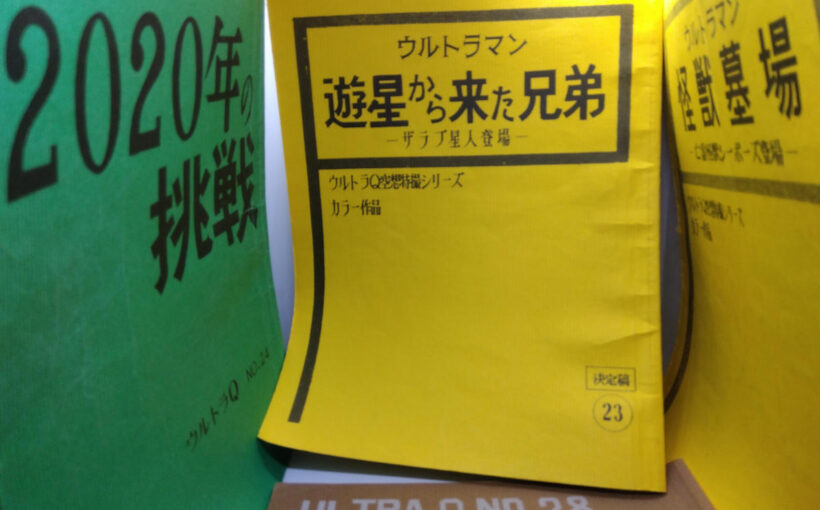 2020年の
挑戦
ウルトラQ NO.24
ウルトラマン
遊星から来た兄弟
―ザラブ星人登場―
ウルトラQ空想特撮シリーズ
カラー作品
決定稿
23
ウルトラマン
怪獣墓場
ULTRA Q NO.28